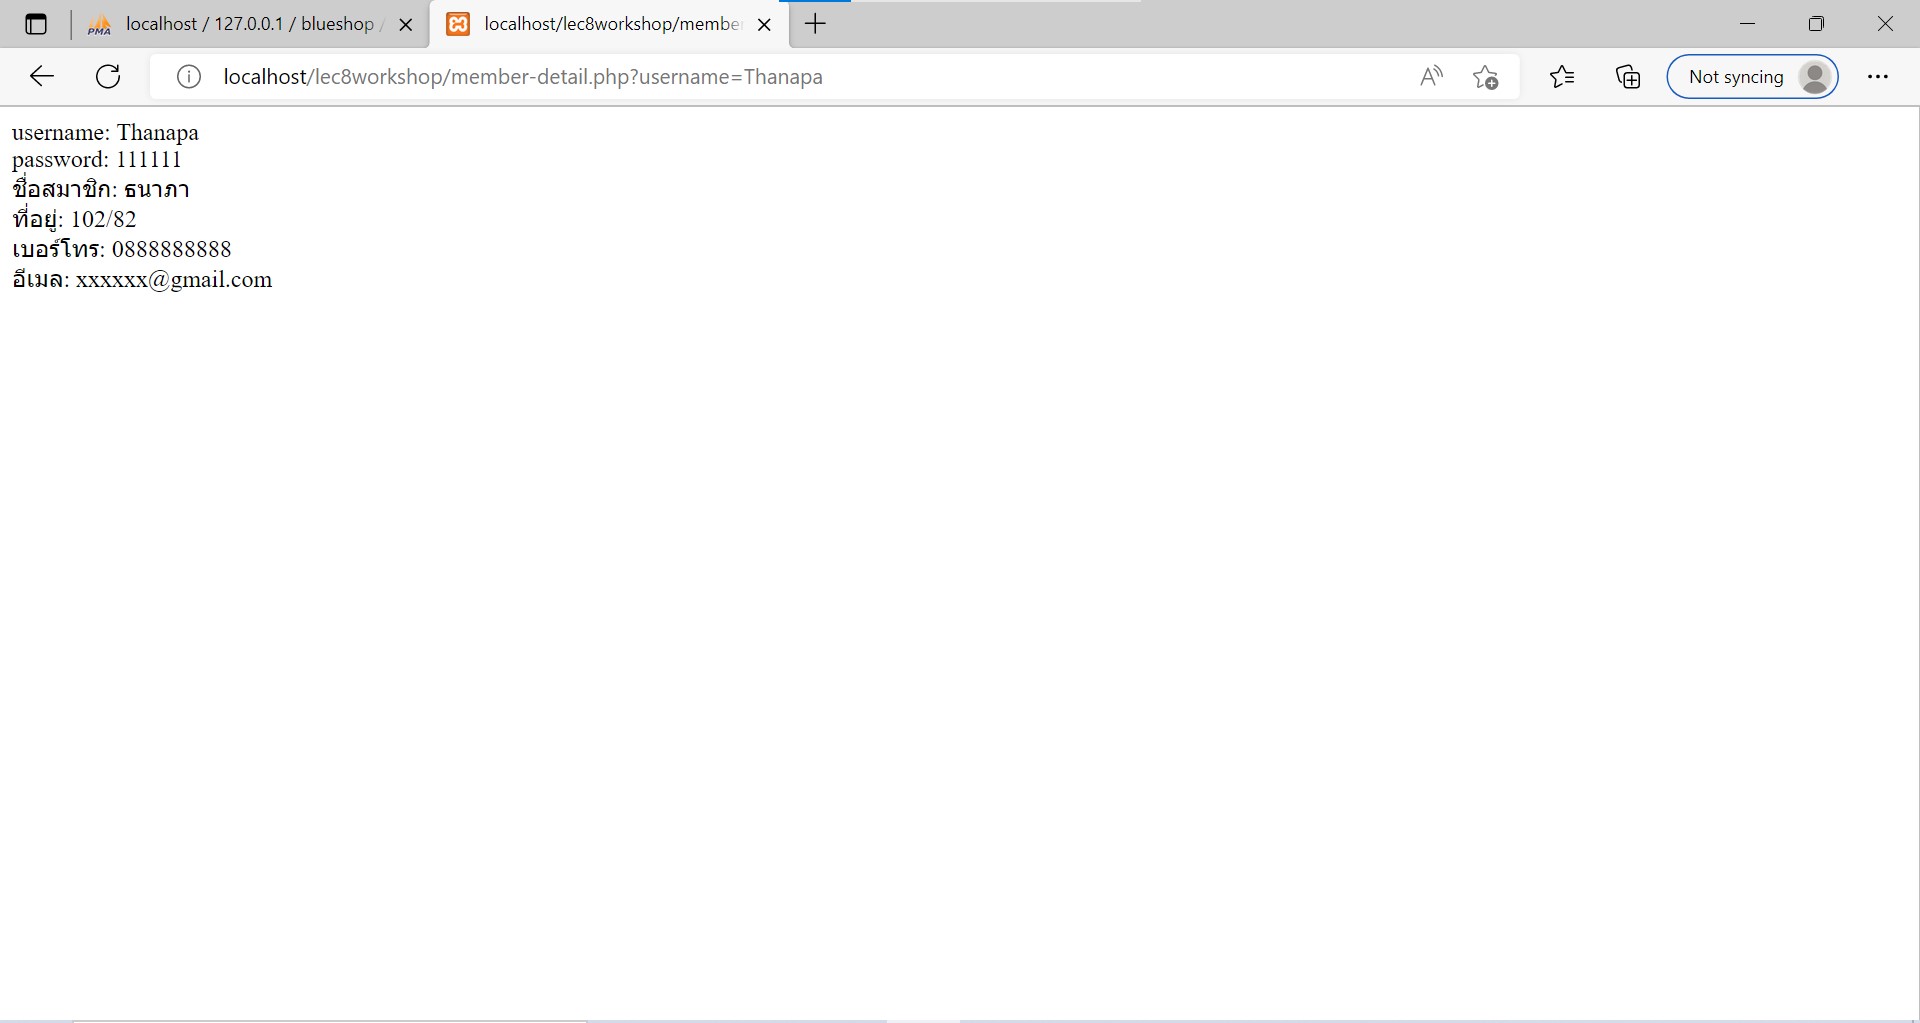 localhost / 127.0.0.1 / blueshop /
localhost/lec8workshop/membe
localhost/lec8workshop/member-detail.php?username=Thanapa
Not syncing
username: Thanapa
password: 111111
ชื่อสมาชิก: ธนาภา
ที่อยู่: 102/82
เบอร์โทร: 0888888888
อีเมล: xxxxxx@gmail.com